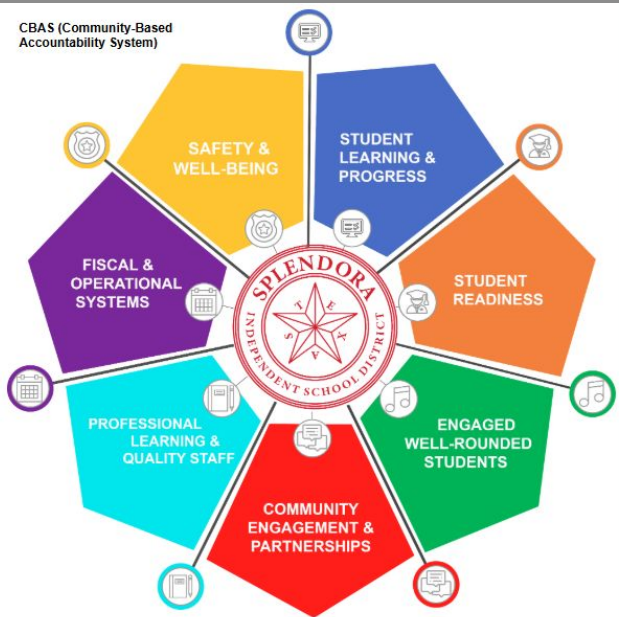 CBAS (Community-Based
Accountability System)
SAFETY &
WELL-BEING
STUDENT
LEARNING &
PROGRESS
FISCAL &
OPERATIONAL
SYSTEMS
SPLENDORA
TEXAS
INDEPENDENT SCHOOL DISTRICT
STUDENT
READINESS
PROFESSIONAL
LEARNING &
QUALITY STAFF
ENGAGED
WELL-ROUNDED
STUDENTS
COMMUNITY
ENGAGEMENT &
PARTNERSHIPS